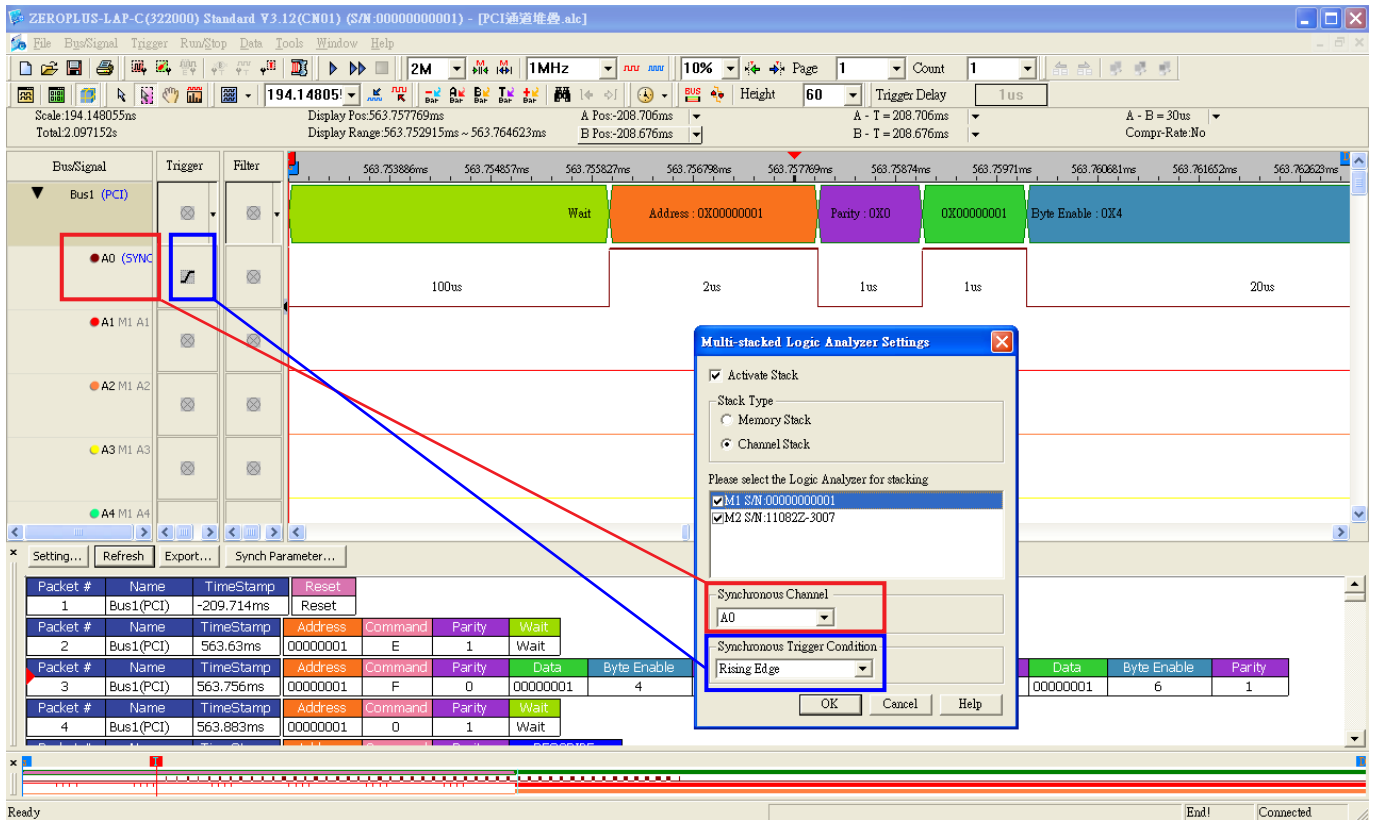 ZEROPLUS-LAP-C(322000) Standard V3.12(CN01) (S/N:00000000001) - [PCI通道堆疊.alc]
File Bus/Signal Trigger Run/Stop Data Tools Window Help
2M 1MHz 10% Page 1 Count 1
194.14805! Bar Bar Bar Bar Bar BUS Height 60 Trigger Delay 1us
Scale:194.148055ns Display Pos:563.757769ms A Pos:-208.706ms A - T = 208.706ms A - B = 30us
Total:2.097152s Display Range:563.752915ms ~ 563.764623ms B Pos:-208.676ms B - T = 208.676ms Compr-Rate:No
Bus/Signal Trigger Filter 563.753886ms 563.754857ms 563.755827ms 563.756798ms 563.757769ms 563.75874ms 563.75971ms 563.760681ms 563.761652ms 563.762623ms
Bus1 (PCI) Wait Address : 0X00000001 Parity : 0X0 0X00000001 Byte Enable : 0X4
A0 (SYNC 100us 2us 1us 1us 20us
A1 M1 A1
A2 M1 A2
A3 M1 A3
A4 M1 A4
Multi-stacked Logic Analyzer Settings
Activate Stack
Stack Type
Memory Stack
Channel Stack
Please select the Logic Analyzer for stacking
M1 S/N:00000000001
M2 S/N:11082Z-3007
Synchronous Channel
A0
Synchronous Trigger Condition
Rising Edge
OK Cancel Help
Setting... Refresh Export... Synch Parameter...
Packet # Name TimeStamp Reset
1 Bus1(PCI) -209.714ms Reset
Packet # Name TimeStamp Address Command Parity Wait
2 Bus1(PCI) 563.63ms 00000001 E 1 Wait
Packet # Name TimeStamp Address Command Parity Data Byte Enable Data Byte Enable Parity
3 Bus1(PCI) 563.756ms 00000001 F 0 00000001 4 00000001 6 1
Packet # Name TimeStamp Address Command Parity Wait
4 Bus1(PCI) 563.883ms 00000001 0 1 Wait
Ready End! Connected